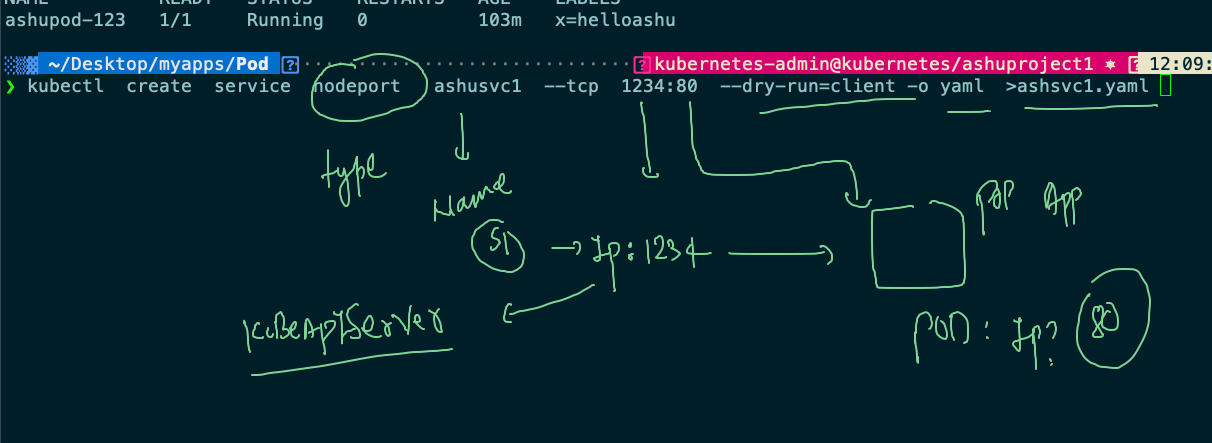 NAME READY STATUS RESTARTS AGE LABELS
ashupod-123 1/1 Running 0 103m x=helloashu
~/Desktop/myapps/Pod kubernetes-admin@kubernetes/ashuproject1 12:09:
❯ kubectl create service nodeport ashusvc1 --tcp 1234:80 --dry-run=client -o yaml >ashsvc1.yaml
type
Name
POD App
S1 → Ip:1234
KuBeApIServer
POD : Ip: 80